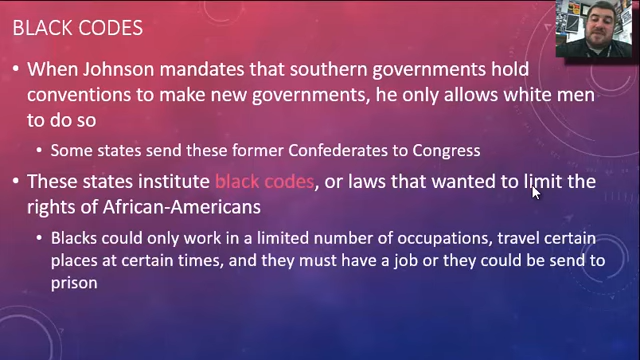 BLACK CODES
• When Johnson mandates that southern governments hold
conventions to make new governments, he only allows white men
to do so
• Some states send these former Confederates to Congress
• These states institute black codes, or laws that wanted to limit the
rights of African-Americans
• Blacks could only work in a limited number of occupations, travel certain
places at certain times, and they must have a job or they could be send to
prison